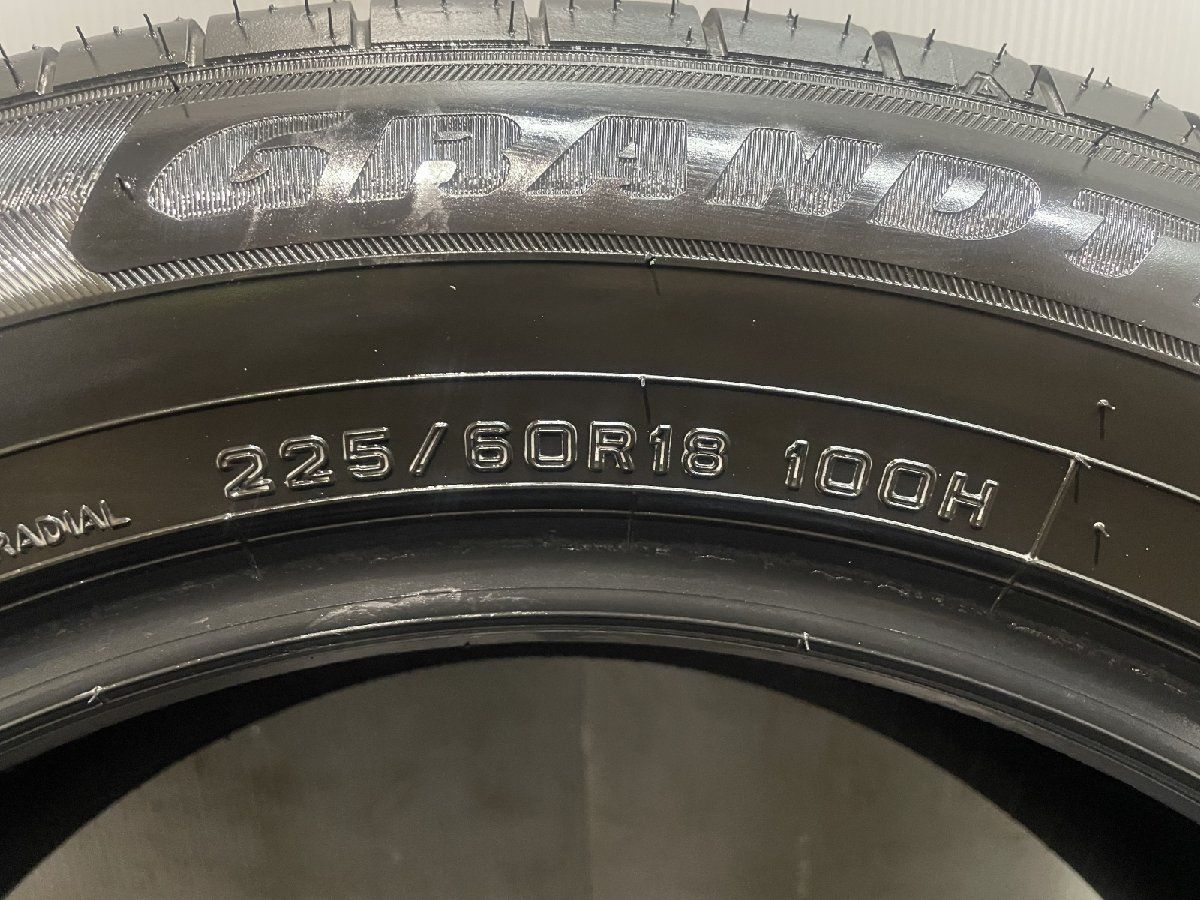 GRANDT
225/60R18 100H
RADIAL